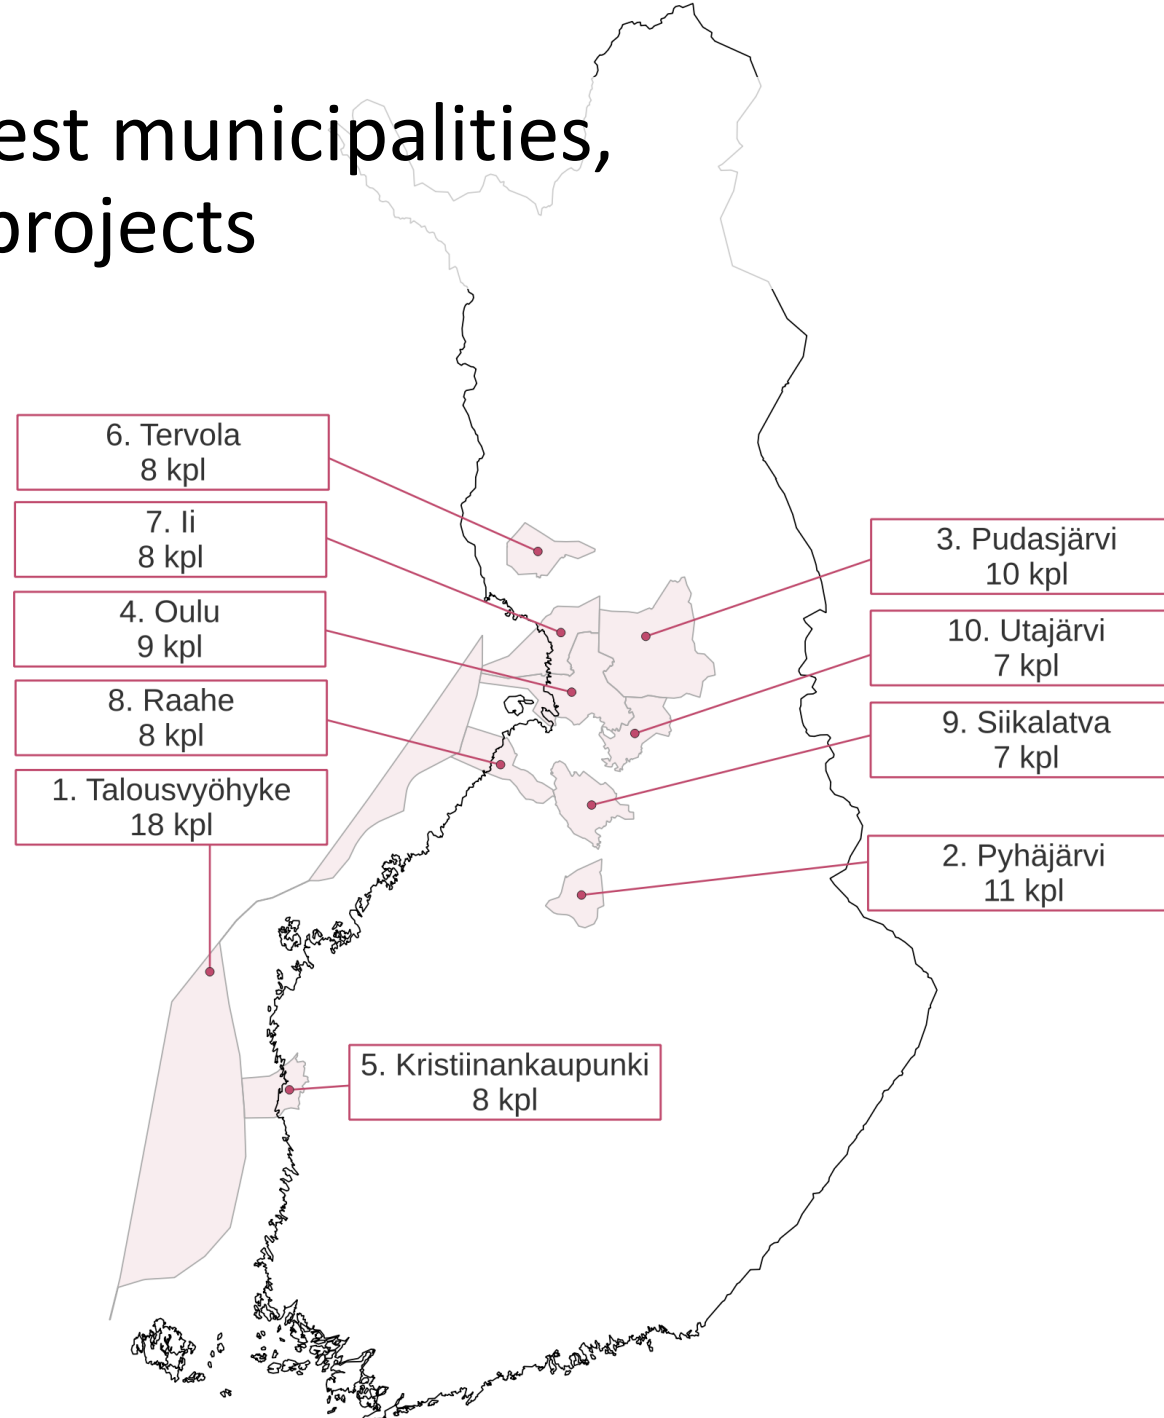 est municipalities,
projects
6. Tervola
8 kpl
7. Ii
8 kpl
4. Oulu
9 kpl
8. Raahe
8 kpl
1. Talousvyöhyke
18 kpl
3. Pudasjärvi
10 kpl
10. Utajärvi
7 kpl
9. Siikalatva
7 kpl
2. Pyhäjärvi
11 kpl
5. Kristiinankaupunki
8 kpl